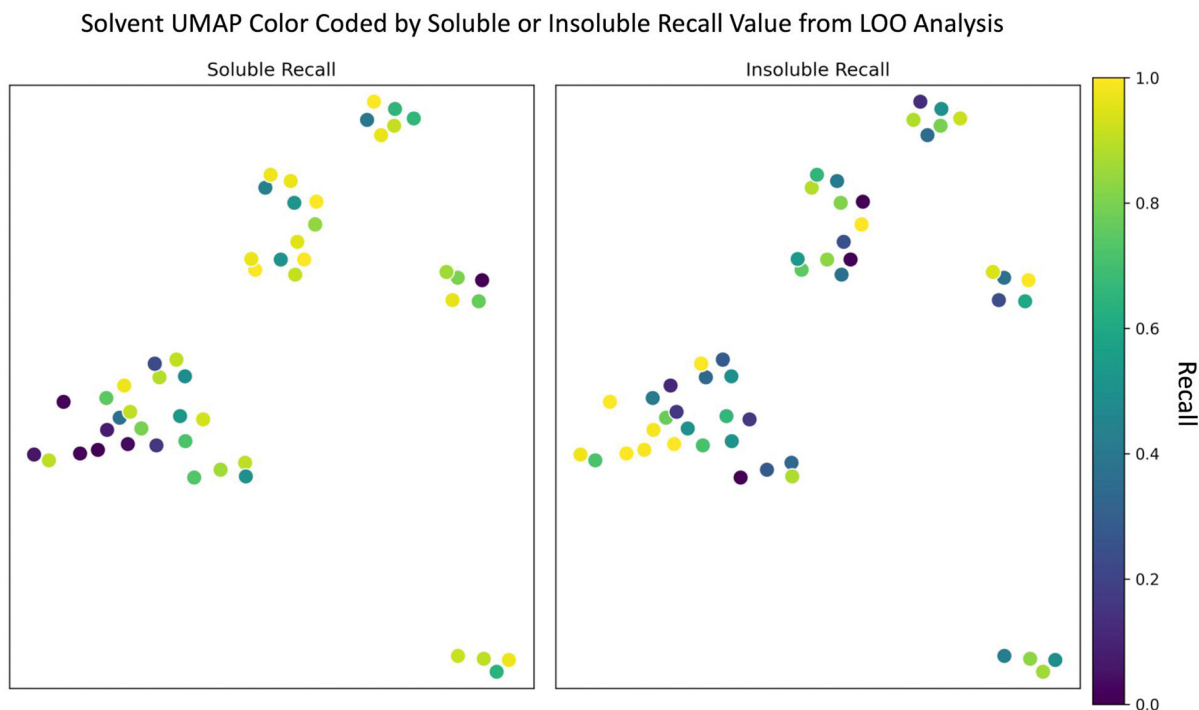 Solvent UMAP Color Coded by Soluble or Insoluble Recall Value from LOO Analysis
Soluble Recall
Insoluble Recall
1.0
0.8
0.6
0.4
0.2
0.0
Recall